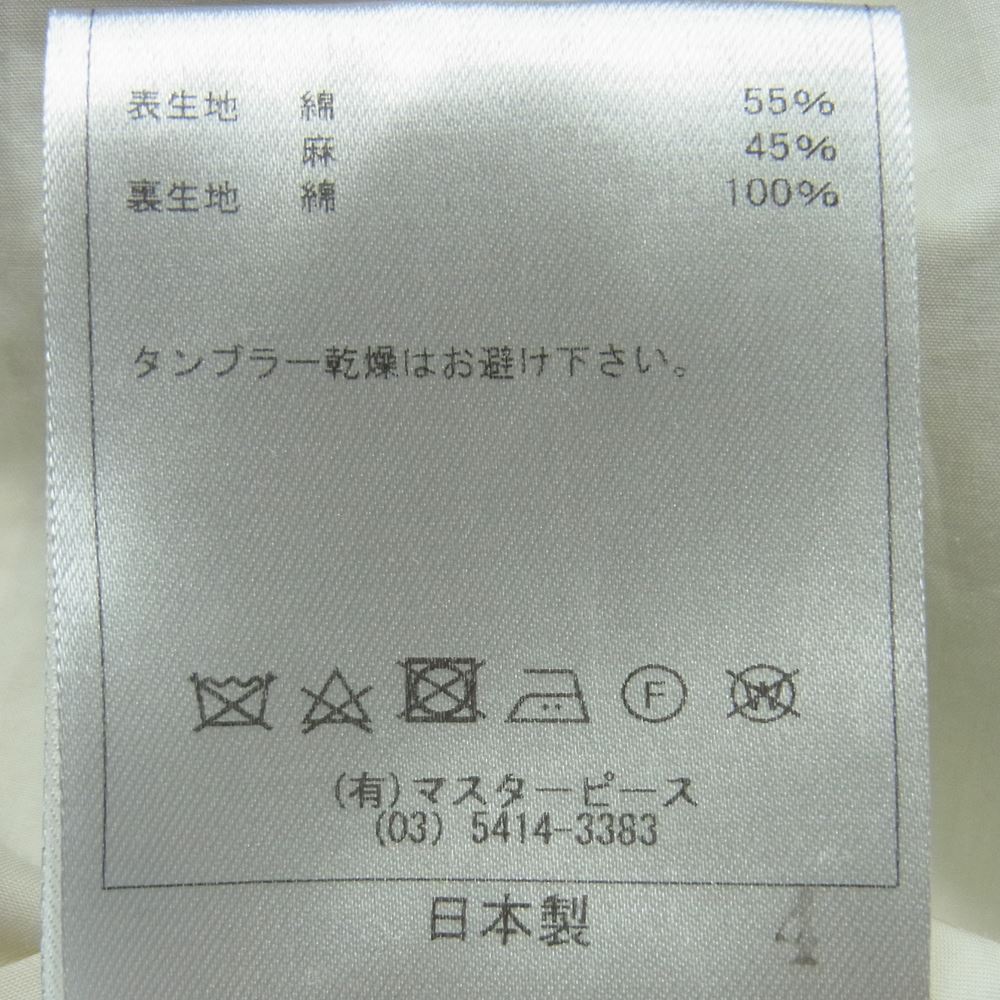 表生地 綿 55%
麻 45%
裏生地 綿 100%
タンブラー乾燥はお避け下さい。
F W
(有)マスターピース
(03) 5414-3383
日本製 4